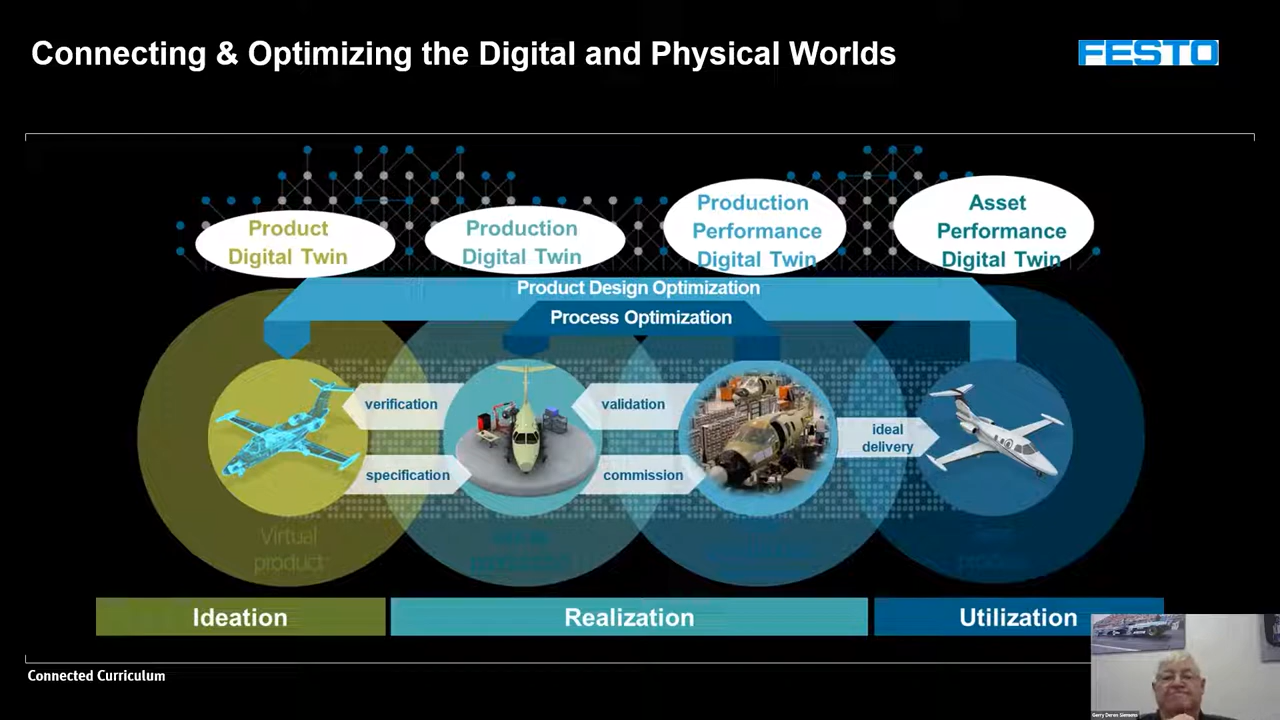 Connecting & Optimizing the Digital and Physical Worlds
FESTO
Product
Digital Twin
Production
Digital Twin
Production
Performance
Digital Twin
Asset
Performance
Digital Twin
Product Design Optimization
Process Optimization
verification
validation
ideal
delivery
specification
commission
Virtual
product
product
Ideation
Realization
Utilization
Connected Curriculum